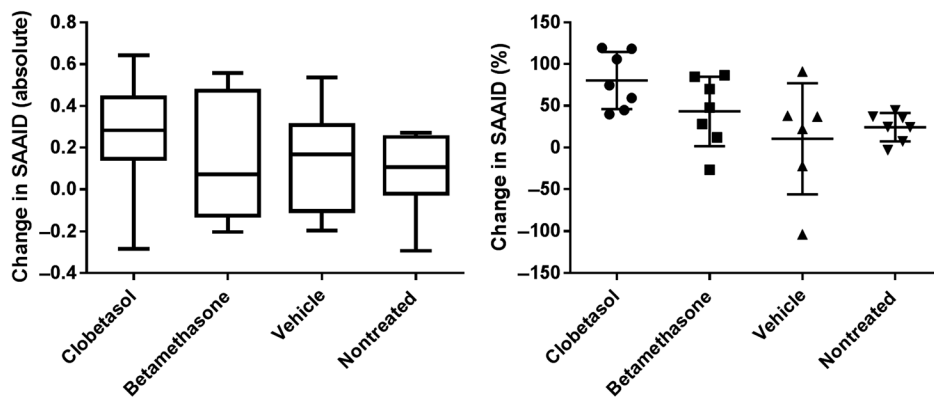 Change in SAAID (absolute)
0.8
0.6
0.4
0.2
0.0
–0.2
–0.4
Clobetasol
Betamethasone
Vehicle
Nontreated
Change in SAAID (%)
150
100
50
0
–50
–100
–150
Clobetasol
Betamethasone
Vehicle
Nontreated